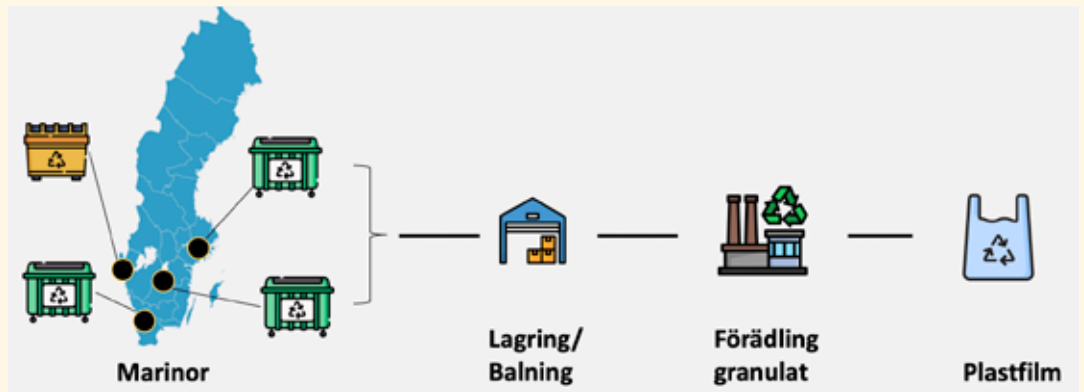 Marinor
Lagring/
Balning
Förädling
granulat
Plastfilm